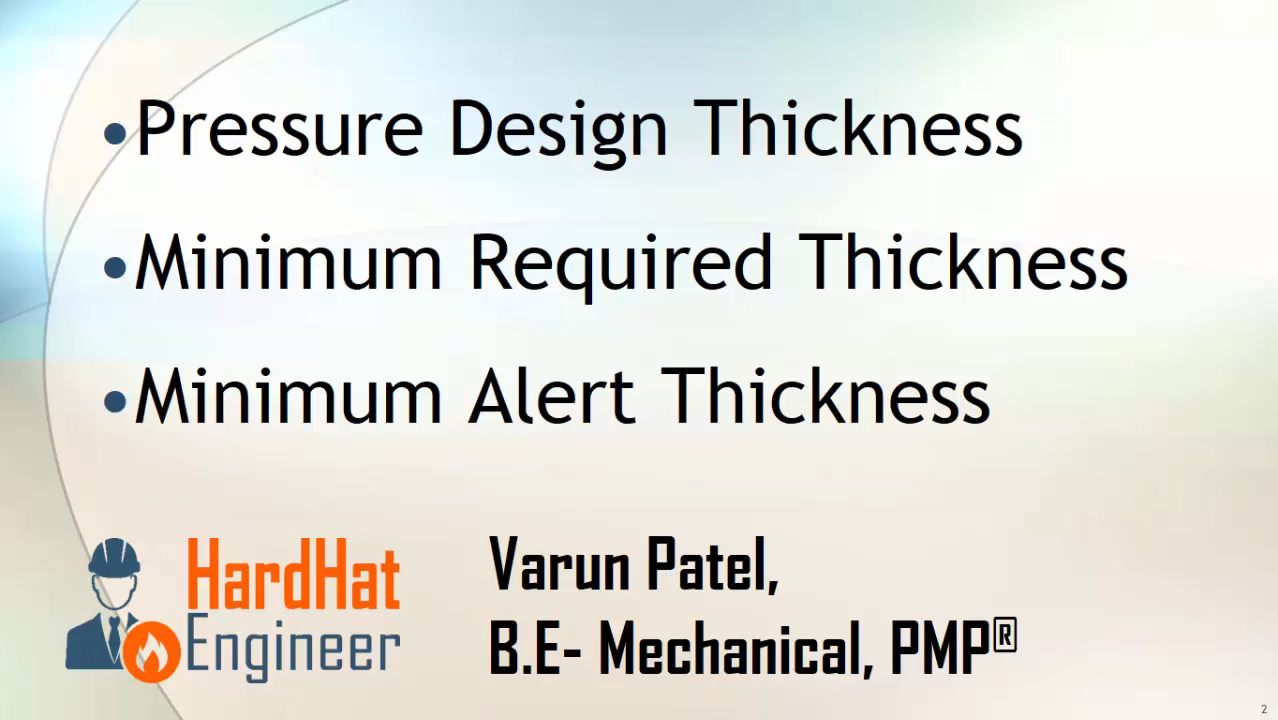 •Pressure Design Thickness
•Minimum Required Thickness
•Minimum Alert Thickness
HardHat
Engineer
Varun Patel,
B.E- Mechanical, PMP®
2